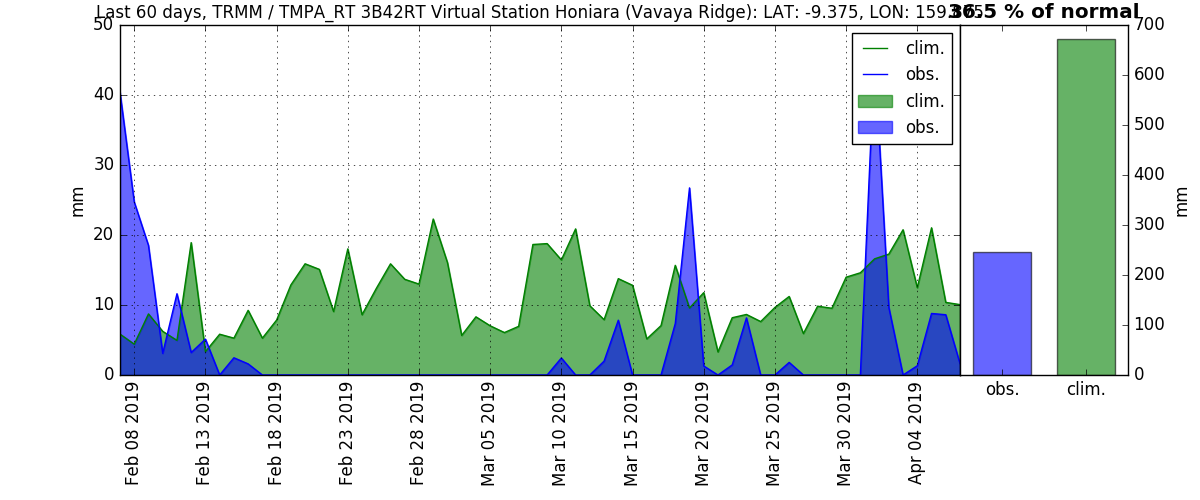 Last 60 days, TRMM / TMPA_RT 3B42RT Virtual Station Honiara (Vavaya Ridge): LAT: -9.375, LON: 159.875
36.5 % of normal
50
40
30
20
10
0
mm
clim.
obs.
clim.
obs.
Feb 08 2019
Feb 13 2019
Feb 18 2019
Feb 23 2019
Feb 28 2019
Mar 05 2019
Mar 10 2019
Mar 15 2019
Mar 20 2019
Mar 25 2019
Mar 30 2019
Apr 04 2019
700
600
500
400
300
200
100
0
mm
obs.
clim.